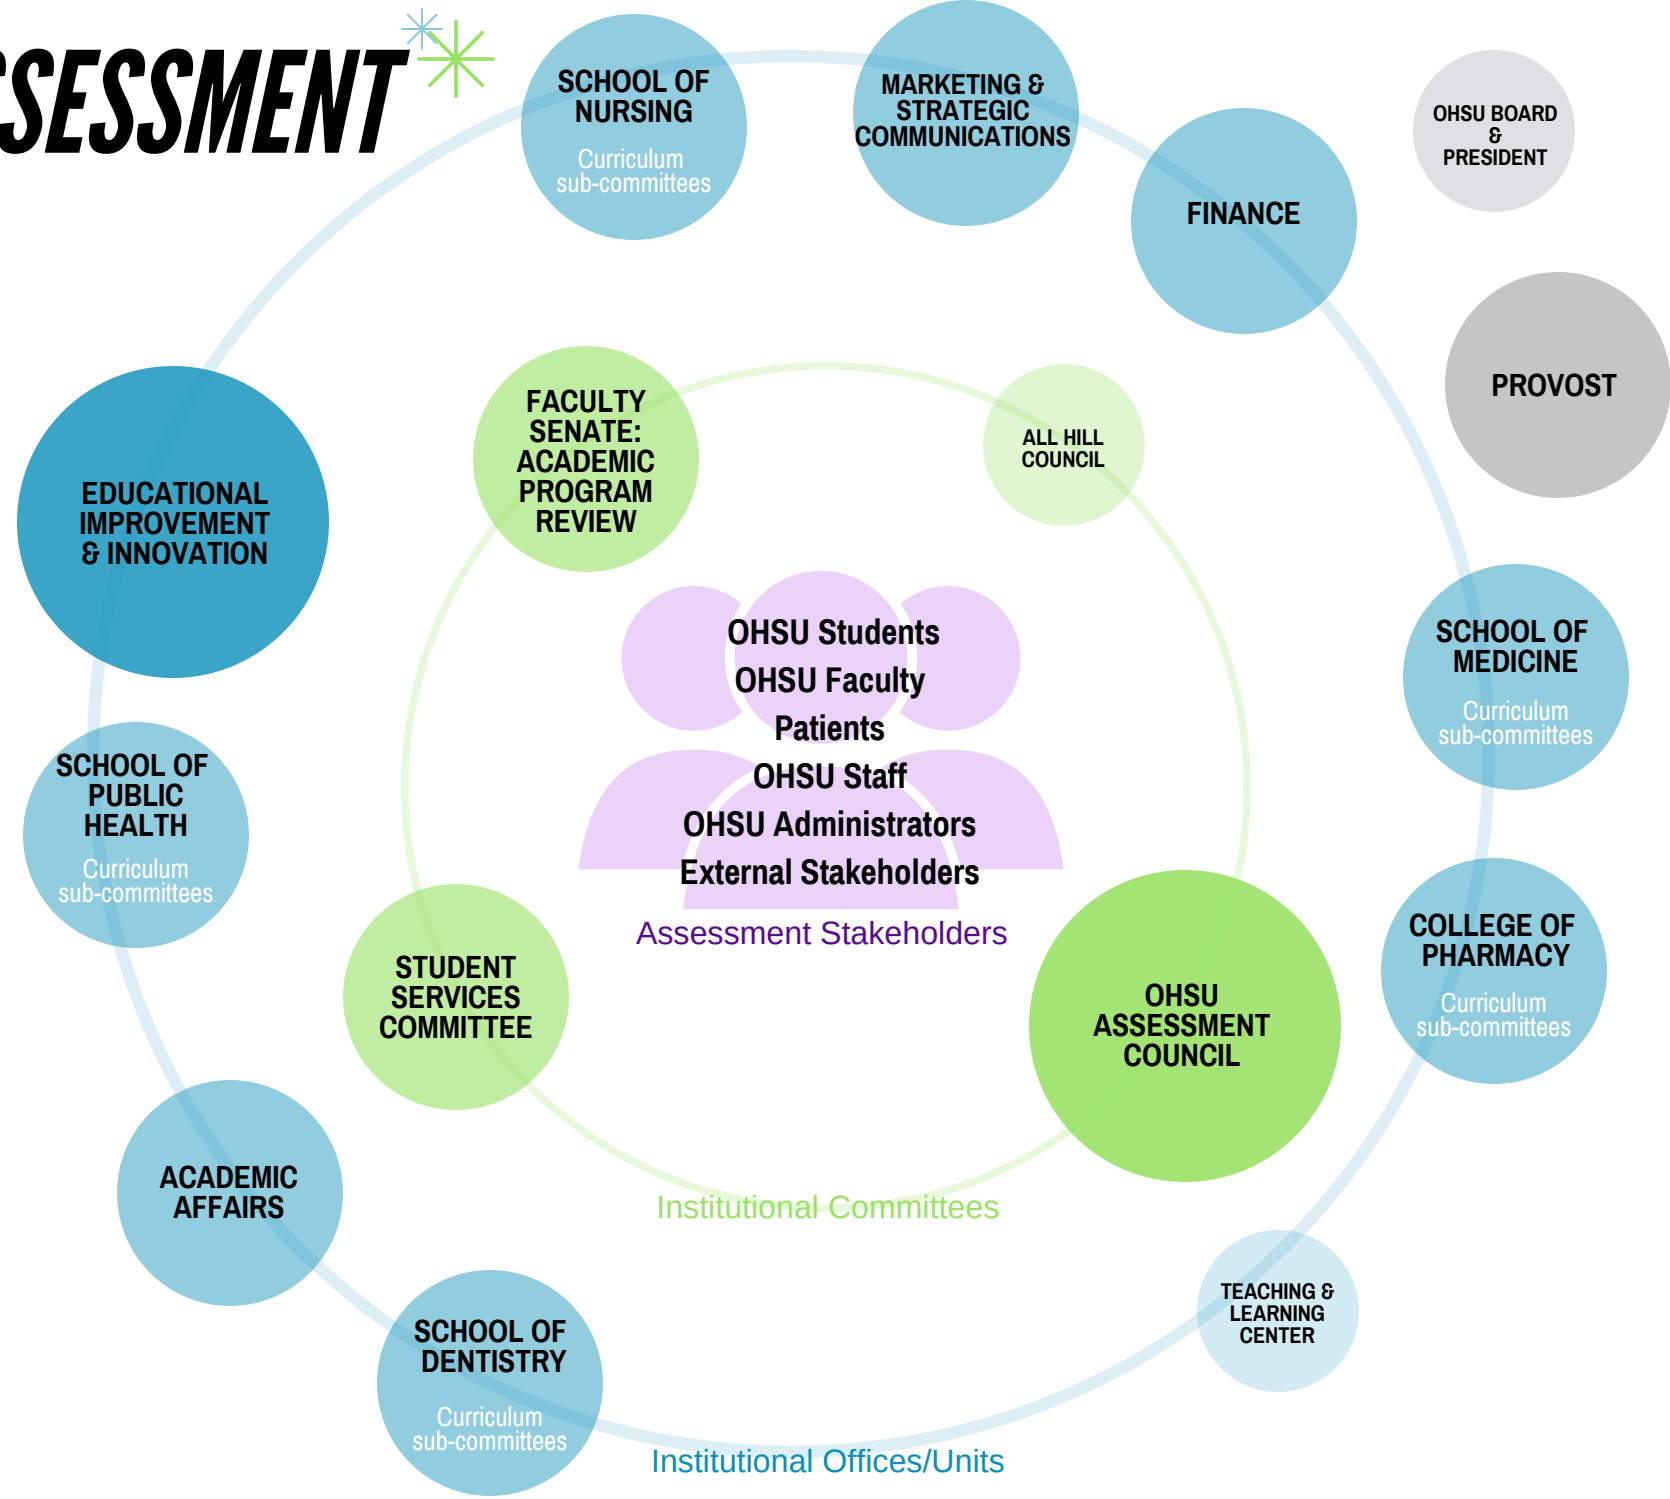 SSESSMENT
SCHOOL OF
NURSING
Curriculum
sub-committees
MARKETING &
STRATEGIC
COMMUNICATIONS
OHSU BOARD
&
PRESIDENT
FINANCE
PROVOST
FACULTY
SENATE:
ACADEMIC
PROGRAM
REVIEW
ALL HILL
COUNCIL
EDUCATIONAL
IMPROVEMENT
& INNOVATION
OHSU Students
OHSU Faculty
Patients
OHSU Staff
OHSU Administrators
External Stakeholders
Assessment Stakeholders
SCHOOL OF
MEDICINE
Curriculum
sub-committees
SCHOOL OF
PUBLIC
HEALTH
Curriculum
sub-committees
STUDENT
SERVICES
COMMITTEE
OHSU
ASSESSMENT
COUNCIL
COLLEGE OF
PHARMACY
Curriculum
sub-committees
ACADEMIC
AFFAIRS
Institutional Committees
TEACHING &
LEARNING
CENTER
SCHOOL OF
DENTISTRY
Curriculum
sub-committees
Institutional Offices/Units